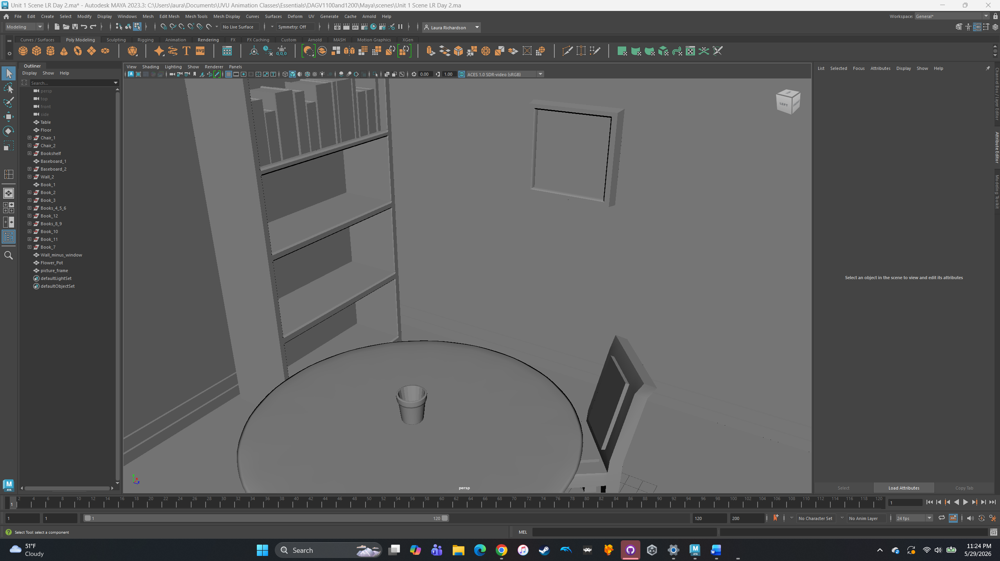 Unit 1 Scene LR Day 2.ma* - Autodesk MAYA 2023.3: C:\Users\laura\Documents\UVU Animation Classes\Essentials\DAGV1100and1200\Maya\scenes\Unit 1 Scene LR Day 2.ma
File Edit Create Select Modify Display Windows Mesh Edit Mesh Mesh Tools Mesh Display Curves Surfaces Deform UV Generate Cache Arnold Help
Workspace: General*
Modeling No Live Surface Symmetry: Off IPR Laura Richardson
Curves / Surfaces Poly Modeling Sculpting Rigging Animation Rendering FX FX Caching Custom Arnold MASH Motion Graphics XGen
T SVG 0,0,0
Outliner
Display Show Help
Search...
persp
top
front
side
Table
Floor
Chair_1
Chair_2
Bookshelf
Baseboard_1
Baseboard_2
Wall_2
Book_1
Book_2
Book_3
Books_4_5_6
Book_12
Books_8_9
Book_10
Book_11
Book_7
Wall_minus_window
Flower_Pot
picture_frame
defaultLightSet
defaultObjectSet
View Shading Lighting Show Renderer Panels
0.00 1.00 ON ACES 1.0 SDR-video (sRGB)
LEFT
y
x
z
persp
List Selected Focus Attributes Display Show Help
Select an object in the scene to view and edit its attributes
Select Load Attributes Copy Tab
Channel Box / Layer Editor
Attribute Editor
Modeling Toolkit
M
AYA
1 2 4 6 8 10 12 14 16 18 20 22 24 26 28 30 32 34 36 38 40 42 44 46 48 50 52 54 56 58 60 62 64 66 68 70 72 74 76 78 80 82 84 86 88 90 92 94 96 98 100 102 104 106 108 110 112 114 116 118 120
1
1 1 1 120 120 200 No Character Set No Anim Layer 24 fps
Select Tool: select a component
MEL
51°F
Cloudy
Search
11:24 PM
5/29/2026